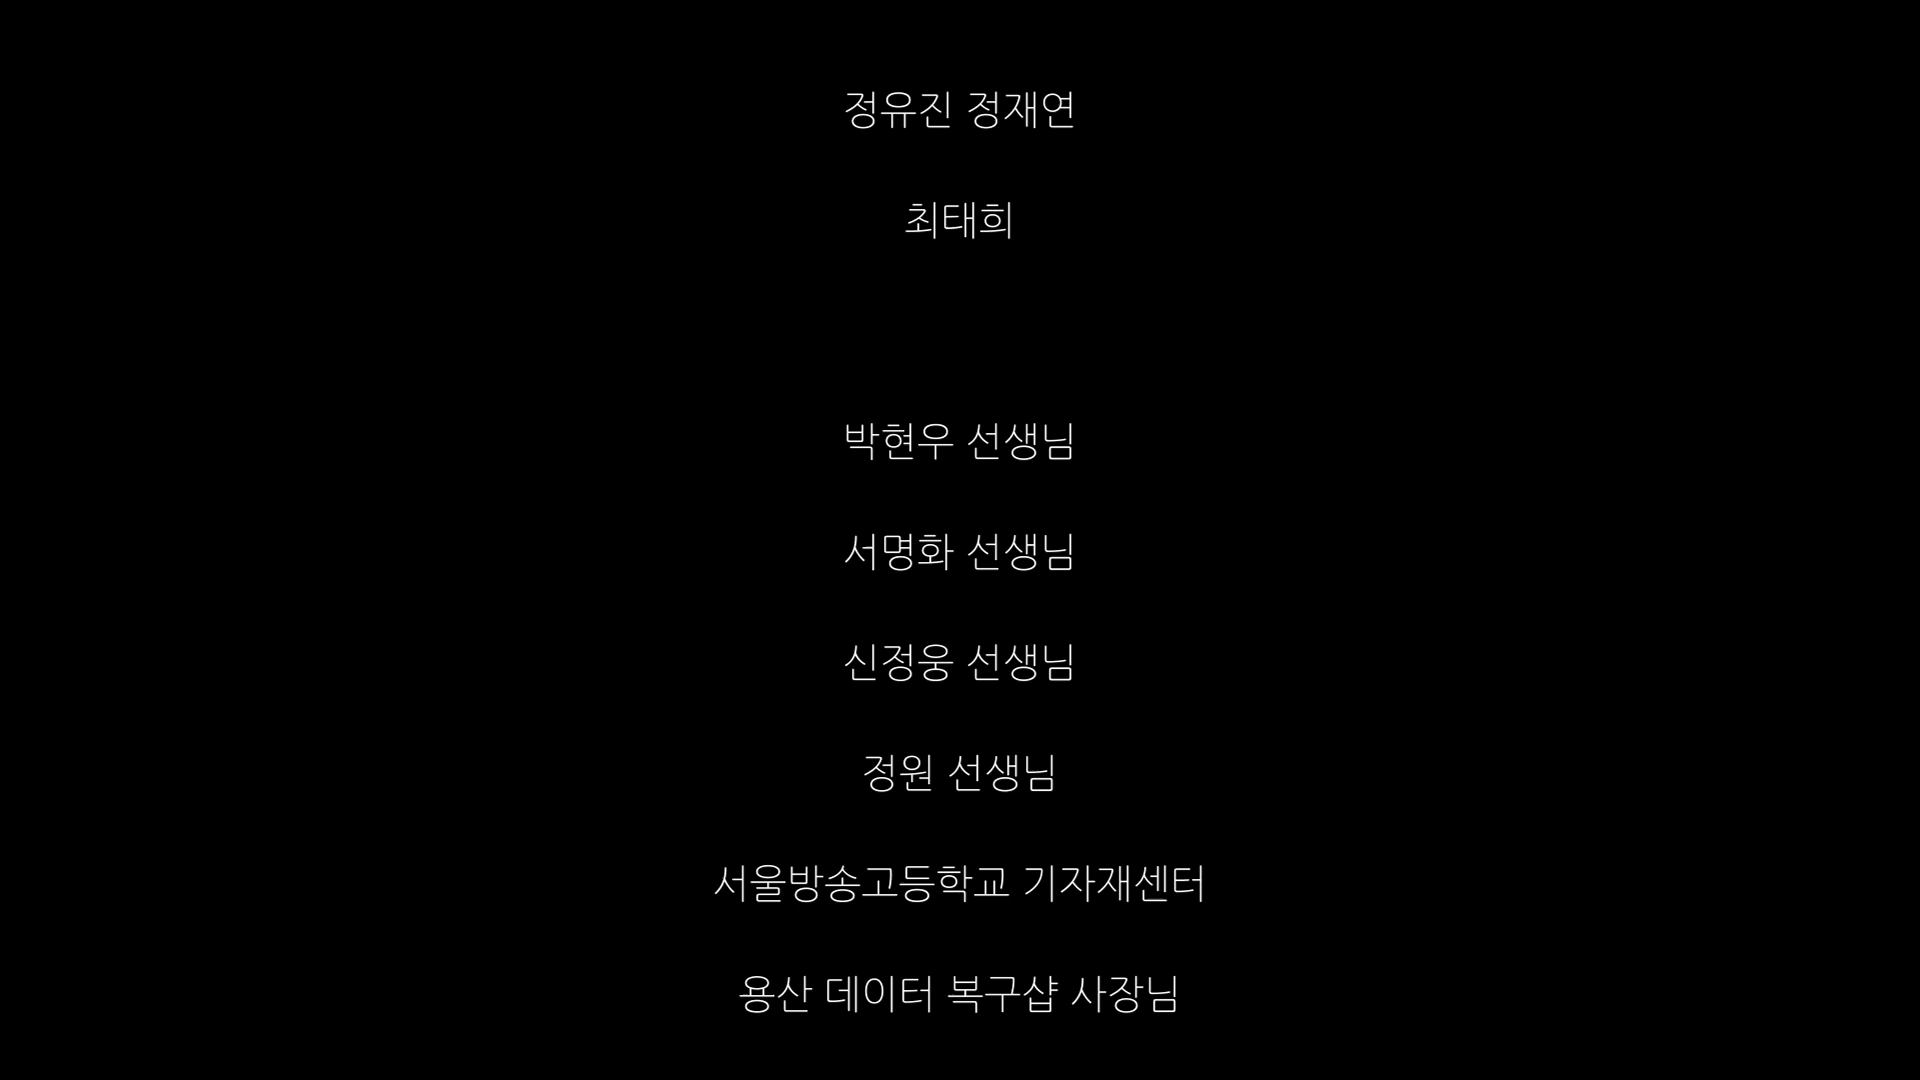 정유진 정재연
최태희
박현우 선생님
서명화 선생님
신정웅 선생님
정원 선생님
서울방송고등학교 기자재센터
용산 데이터 복구샵 사장님